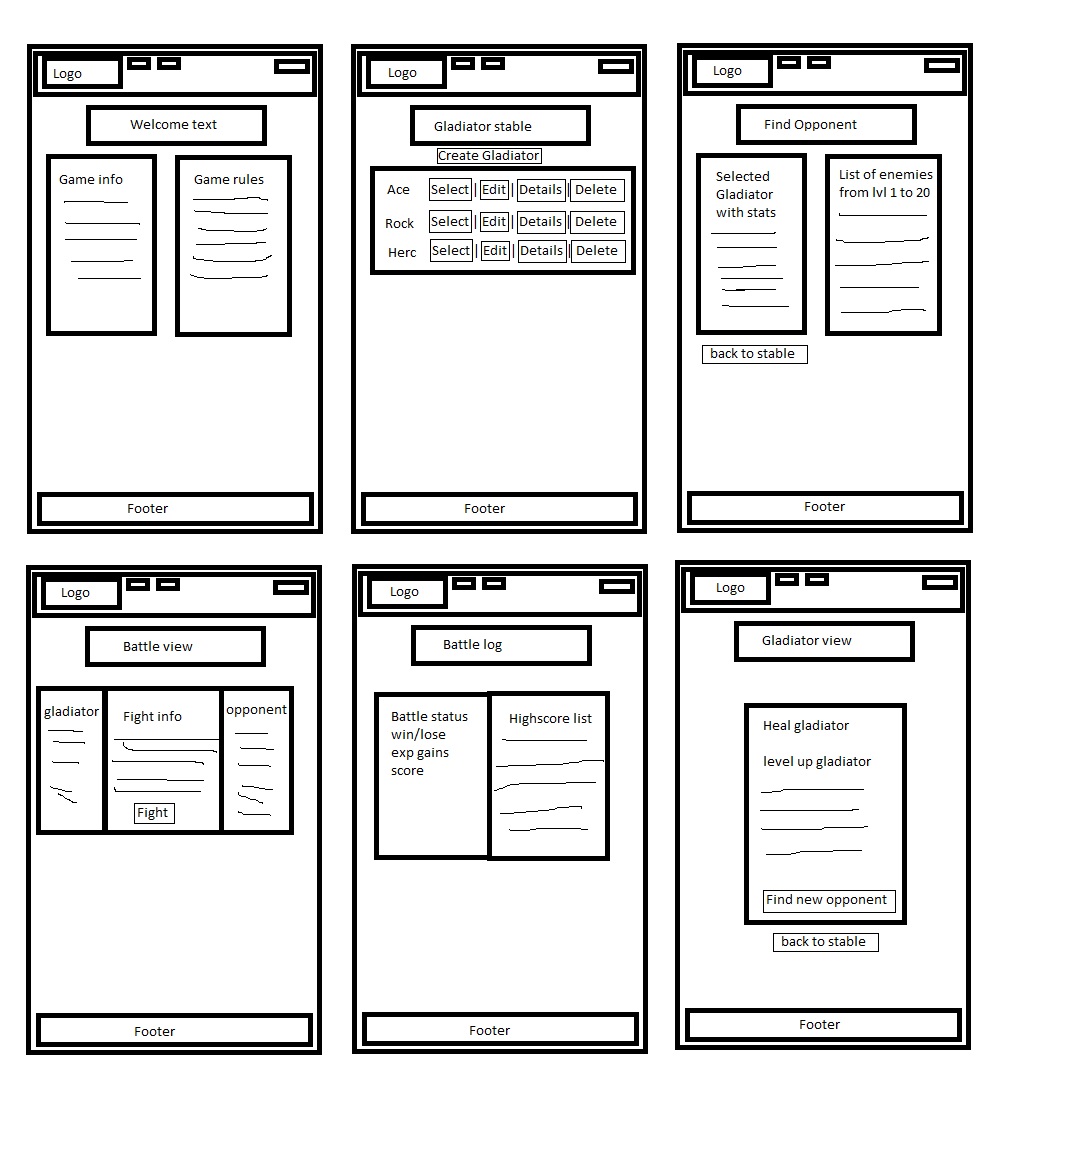 Logo
Welcome text
Game info
Game rules
Footer
Logo
Gladiator stable
Create Gladiator
Ace Select | Edit | Details | Delete
Rock Select | Edit | Details | Delete
Herc Select | Edit | Details | Delete
Footer
Logo
Find Opponent
Selected
Gladiator
with stats
List of enemies
from lvl 1 to 20
back to stable
Footer
Logo
Battle view
gladiator
Fight info
Fight
opponent
Footer
Logo
Battle log
Battle status
win/lose
exp gains
score
Highscore list
Footer
Logo
Gladiator view
Heal gladiator
level up gladiator
Find new opponent
back to stable
Footer